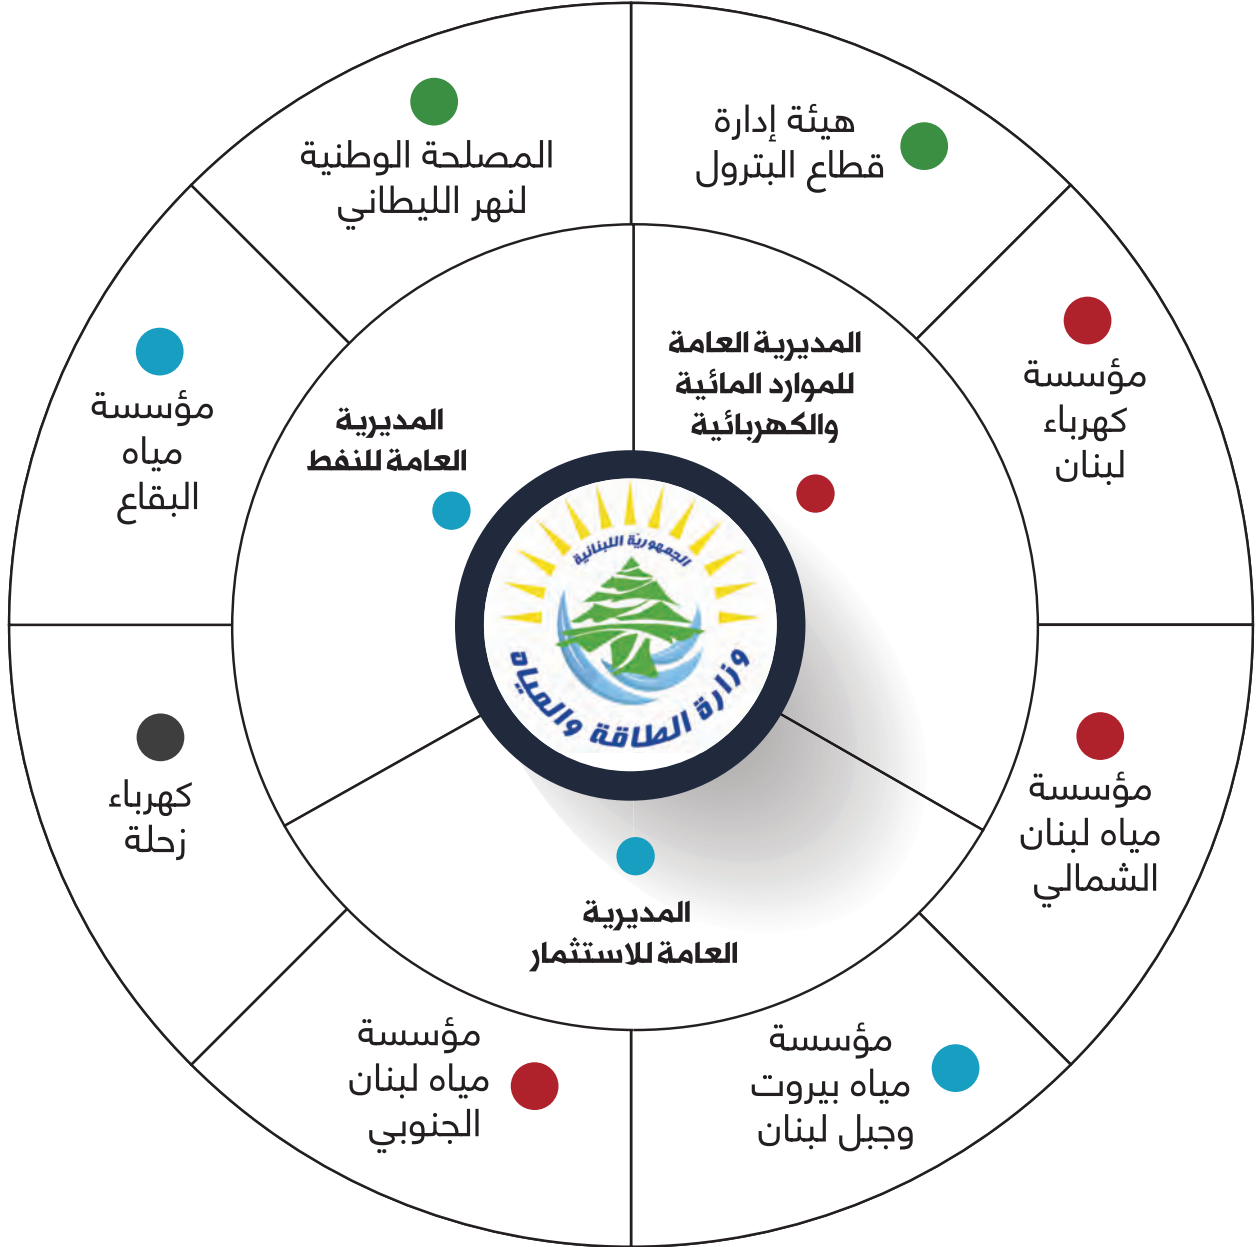 هيئة إدارة
قطاع البترول
مؤسسة
كهرباء
لبنان
مؤسسة
مياه لبنان
الشمالي
مؤسسة
مياه بيروت
وجبل لبنان
مؤسسة
مياه لبنان
الجنوبي
كهرباء
زحلة
مؤسسة
مياه
البقاع
المصلحة الوطنية
لنهر الليطاني
المديرية العامة
للموارد المائية
والكهربائية
المديرية
العامة للاستثمار
المديرية
العامة للنفط
الجمهورية اللبنانية
وزارة الطاقة والمياه